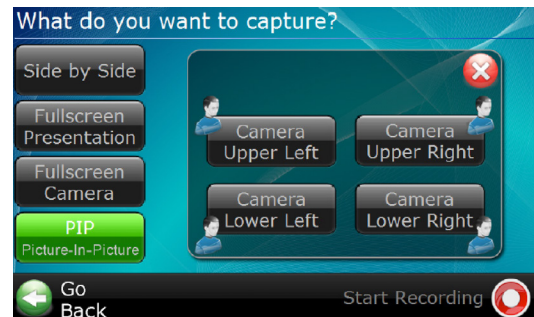 What do you want to capture?
Side by Side
Fullscreen
Presentation
Fullscreen
Camera
PIP
Picture-In-Picture
Camera
Upper Left
Camera
Upper Right
Camera
Lower Left
Camera
Lower Right
Go
Back
Start Recording